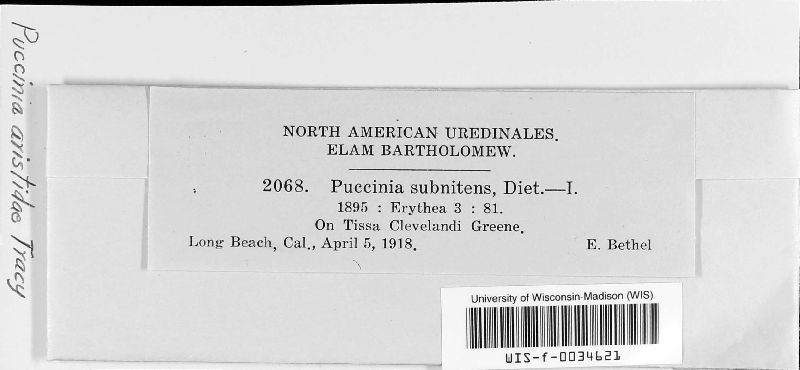 Puccinia aristidae Tracy
NORTH AMERICAN UREDINALES.
ELAM BARTHOLOMEW.
2068. Puccinia subnitens, Diet.—I.
1895 : Erythea 3 : 81.
On Tissa Clevelandi Greene.
Long Beach, Cal., April 5, 1918. E. Bethel
University of Wisconsin-Madison (WIS)
WIS-f-0034621